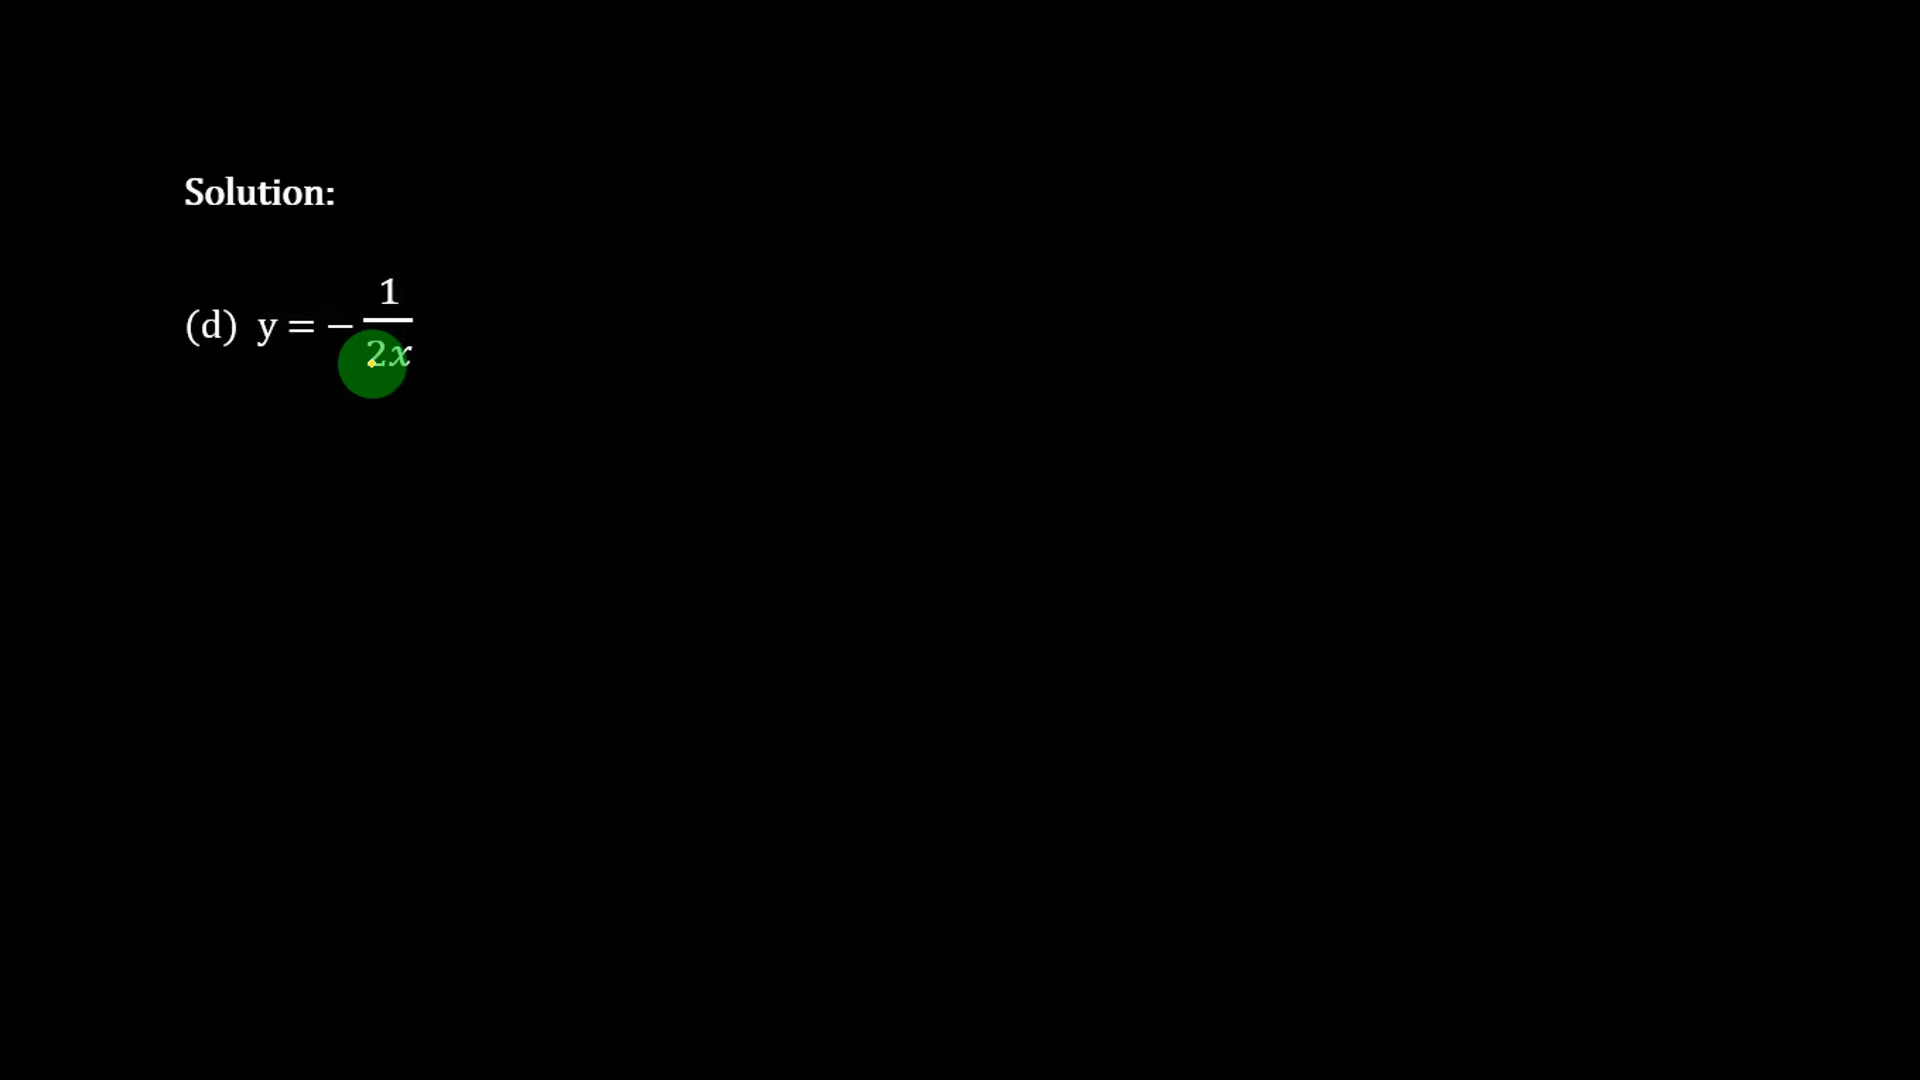 Solution:
(d) y = − 1/2x